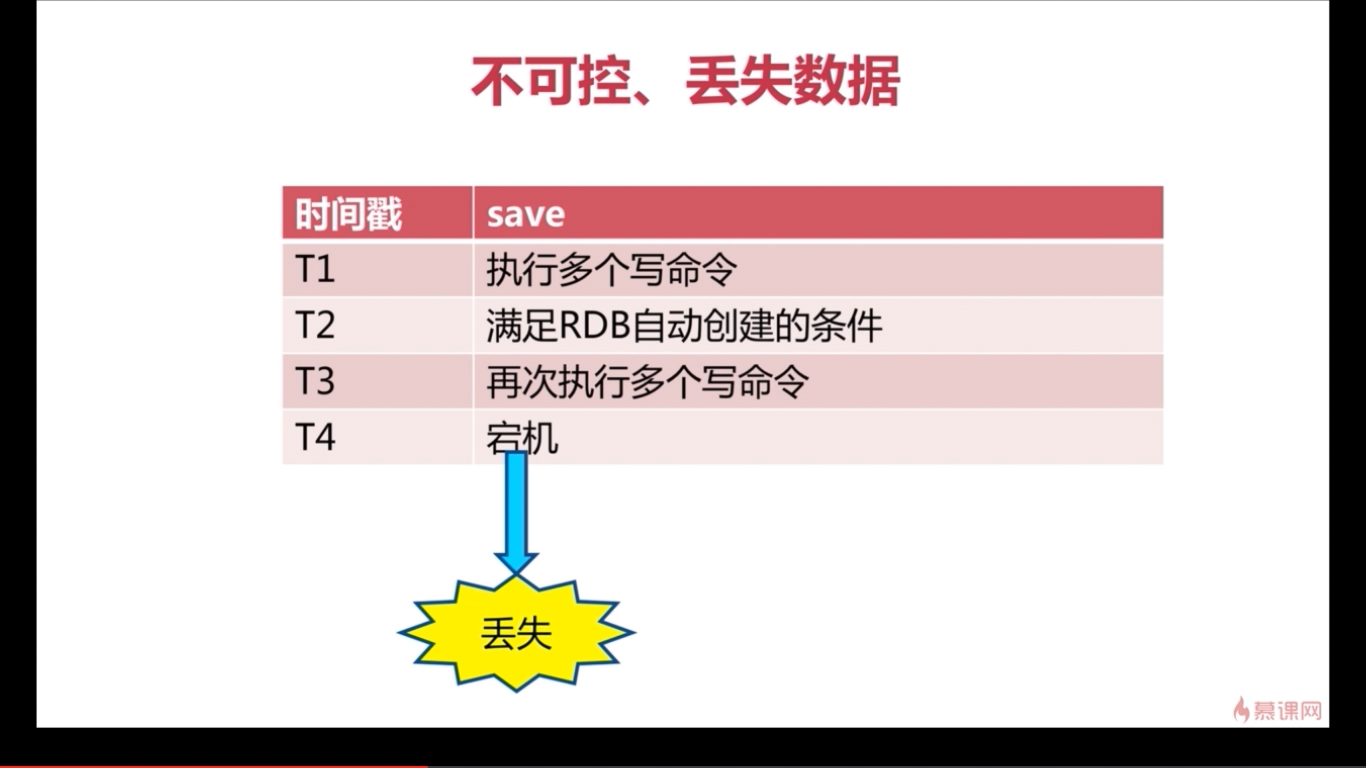 不可控、丢失数据
时间戳 save
T1 执行多个写命令
T2 满足RDB自动创建的条件
T3 再次执行多个写命令
T4 宕机
丢失
慕课网